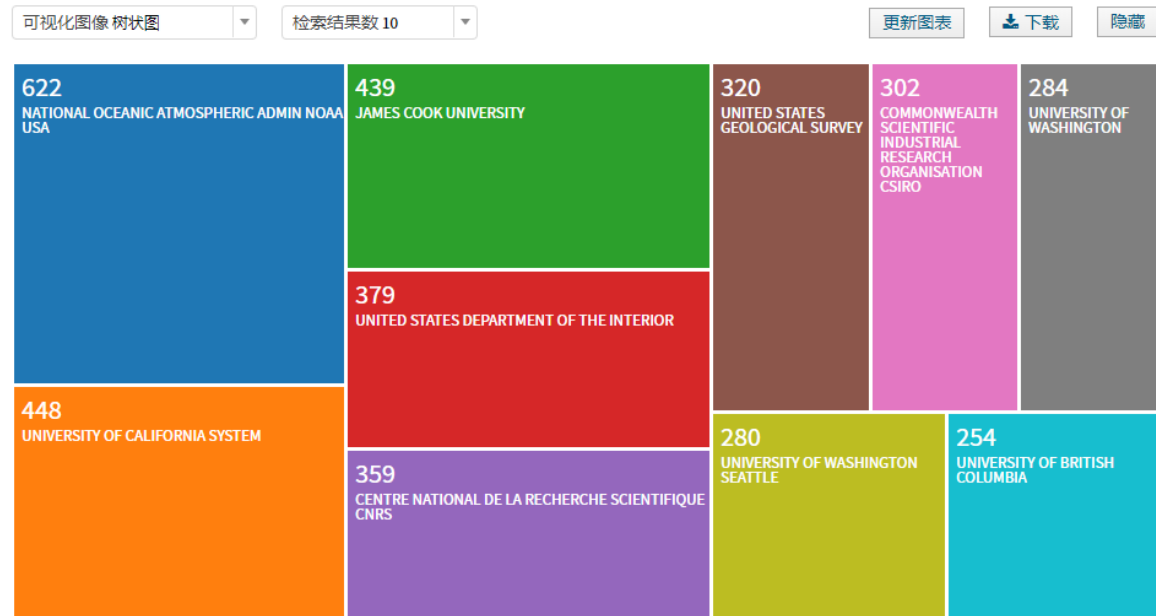 可视化图像 树状图
检索结果数 10
更新图表
下载
隐藏
622
NATIONAL OCEANIC ATMOSPHERIC ADMIN NOAA
USA
439
JAMES COOK UNIVERSITY
320
UNITED STATES
GEOLOGICAL SURVEY
302
COMMONWEALTH
SCIENTIFIC
INDUSTRIAL
RESEARCH
ORGANISATION
CSIRO
284
UNIVERSITY OF
WASHINGTON
379
UNITED STATES DEPARTMENT OF THE INTERIOR
448
UNIVERSITY OF CALIFORNIA SYSTEM
359
CENTRE NATIONAL DE LA RECHERCHE SCIENTIFIQUE
CNRS
280
UNIVERSITY OF WASHINGTON
SEATTLE
254
UNIVERSITY OF BRITISH
COLUMBIA